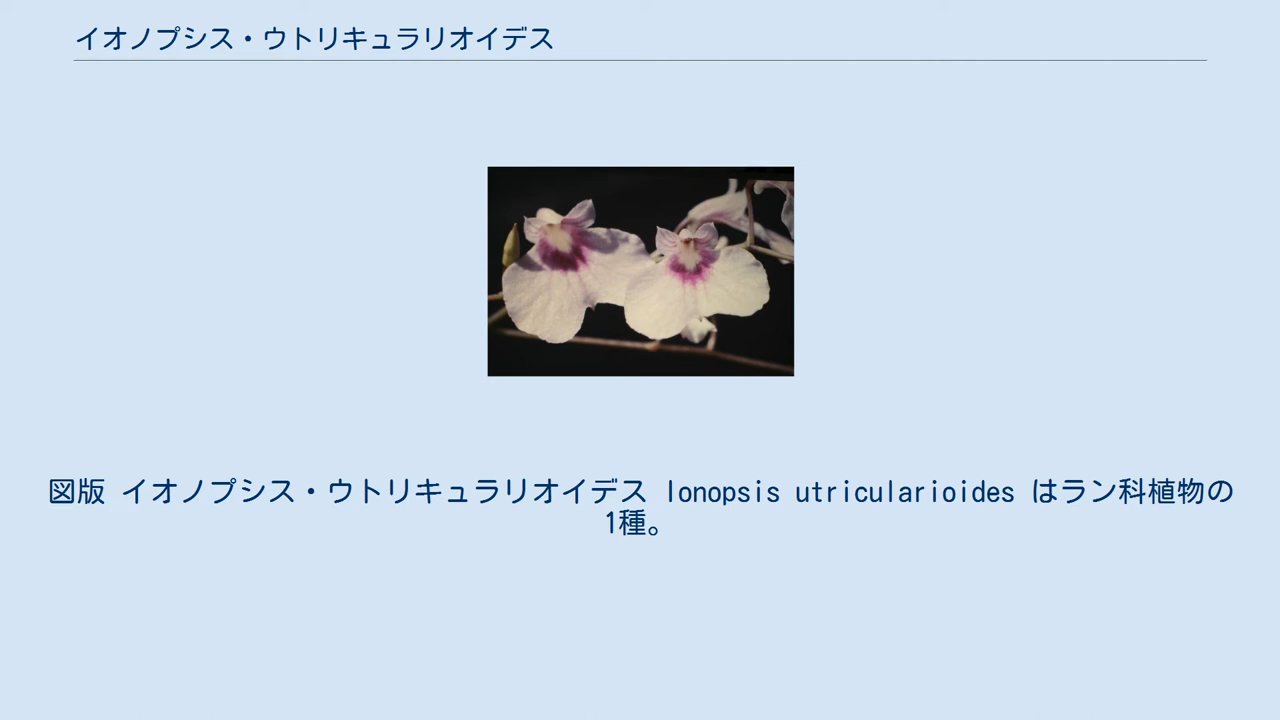 イオノプシス・ウトリキュラリオイデス
図版 イオノプシス・ウトリキュラリオイデス Ionopsis utricularioides はラン科植物の
1種。